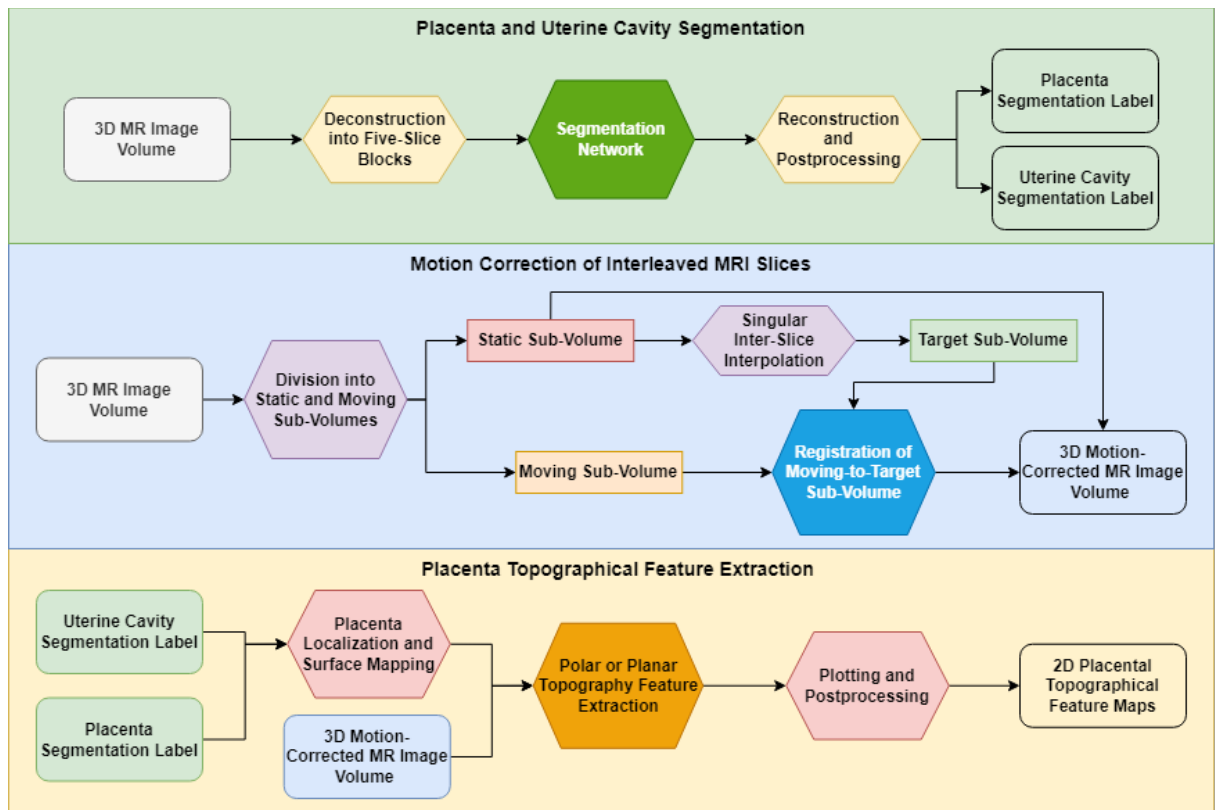 Placenta and Uterine Cavity Segmentation
3D MR Image
Volume
Deconstruction
into Five-Slice
Blocks
Segmentation
Network
Reconstruction
and
Postprocessing
Placenta
Segmentation Label
Uterine Cavity
Segmentation Label
Motion Correction of Interleaved MRI Slices
3D MR Image
Volume
Division into
Static and Moving
Sub-Volumes
Static Sub-Volume
Singular
Inter-Slice
Interpolation
Target Sub-Volume
Moving Sub-Volume
Registration of
Moving-to-Target
Sub-Volume
3D Motion-
Corrected MR Image
Volume
Placenta Topographical Feature Extraction
Uterine Cavity
Segmentation Label
Placenta
Segmentation Label
Placenta
Localization and
Surface Mapping
3D Motion-
Corrected MR Image
Volume
Polar or Planar
Topography Feature
Extraction
Plotting and
Postprocessing
2D Placental
Topographical
Feature Maps